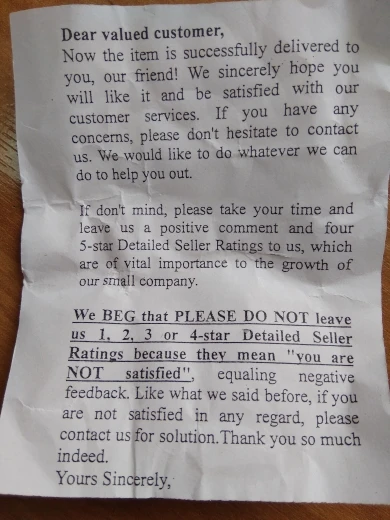 Dear valued customer,
Now the item is successfully delivered to
you, our friend! We sincerely hope you
will like it and be satisfied with our
customer services. If you have any
concerns, please don't hesitate to contact
us. We would like to do whatever we can
do to help you out.
If don't mind, please take your time and
leave us a positive comment and four
5-star Detailed Seller Ratings to us, which
are of vital importance to the growth of
our small company.
We BEG that PLEASE DO NOT leave
us 1, 2, 3 or 4-star Detailed Seller
Ratings because they mean "you are
NOT satisfied", equaling negative
feedback. Like what we said before, if you
are not satisfied in any regard, please
contact us for solution.Thank you so much
indeed.
Yours Sincerely,